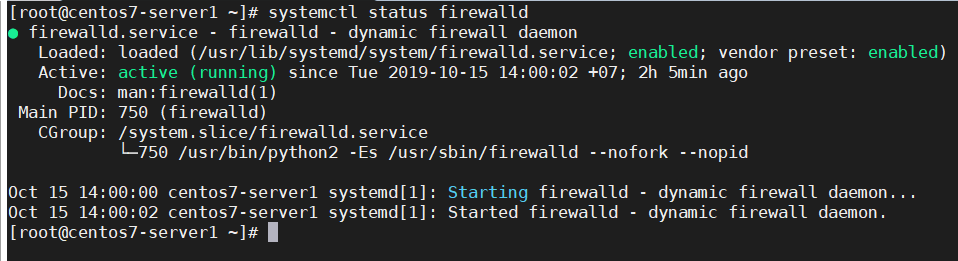 [root@centos7-server1 ~]# systemctl status firewalld
● firewalld.service - firewalld - dynamic firewall daemon
   Loaded: loaded (/usr/lib/systemd/system/firewalld.service; enabled; vendor preset: enabled)
   Active: active (running) since Tue 2019-10-15 14:00:02 +07; 2h 5min ago
     Docs: man:firewalld(1)
 Main PID: 750 (firewalld)
   CGroup: /system.slice/firewalld.service
           └─750 /usr/bin/python2 -Es /usr/sbin/firewalld --nofork --nopid

Oct 15 14:00:00 centos7-server1 systemd[1]: Starting firewalld - dynamic firewall daemon...
Oct 15 14:00:02 centos7-server1 systemd[1]: Started firewalld - dynamic firewall daemon.
[root@centos7-server1 ~]#